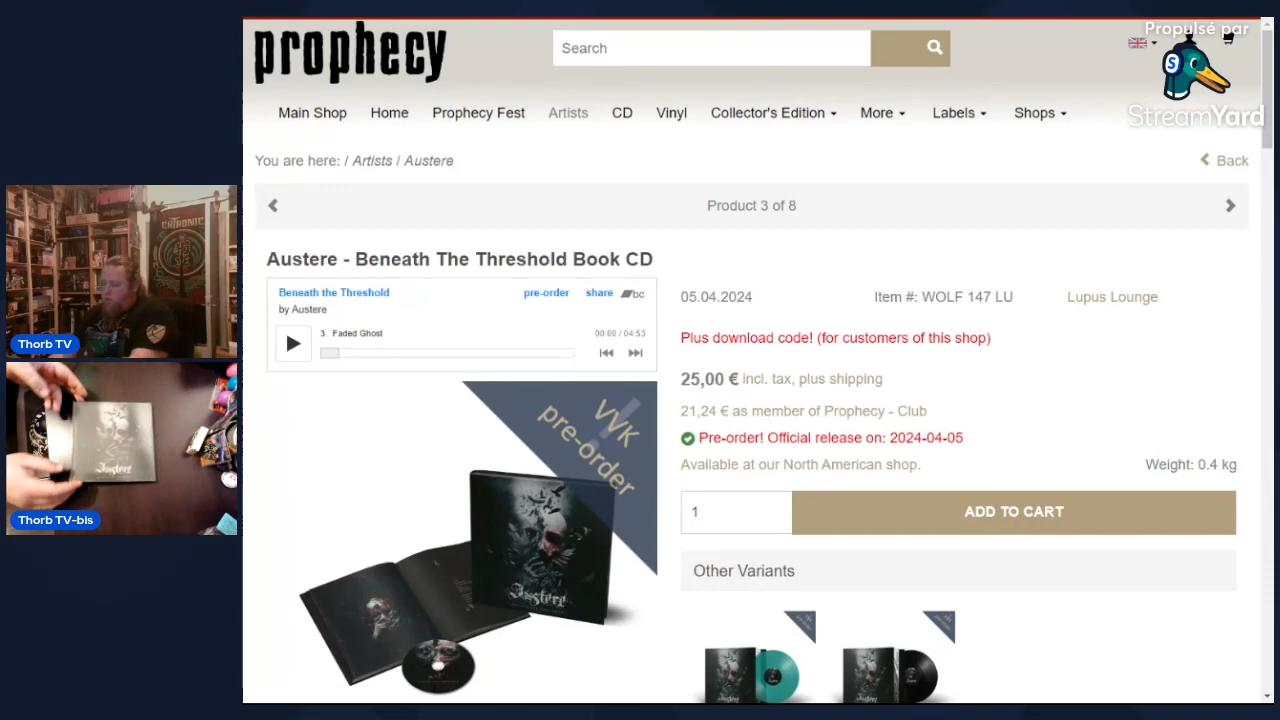 prophecy
Search
Propulsé par
S
StreamYard
Main Shop Home Prophecy Fest Artists CD Vinyl Collector's Edition More Labels Shops
You are here: / Artists / Austere
Back
Product 3 of 8
Austere - Beneath The Threshold Book CD
Beneath the Threshold pre-order share bc
by Austere
3. Faded Ghost 00:00 / 04:53
05.04.2024 Item #: WOLF 147 LU Lupus Lounge
Plus download code! (for customers of this shop)
25,00 € incl. tax, plus shipping
21,24 € as member of Prophecy - Club
Pre-order! Official release on: 2024-04-05
Available at our North American shop. Weight: 0.4 kg
1 ADD TO CART
Other Variants
! VVK
pre-order
Austere
Thorb TV
Austere
Thorb TV-bis